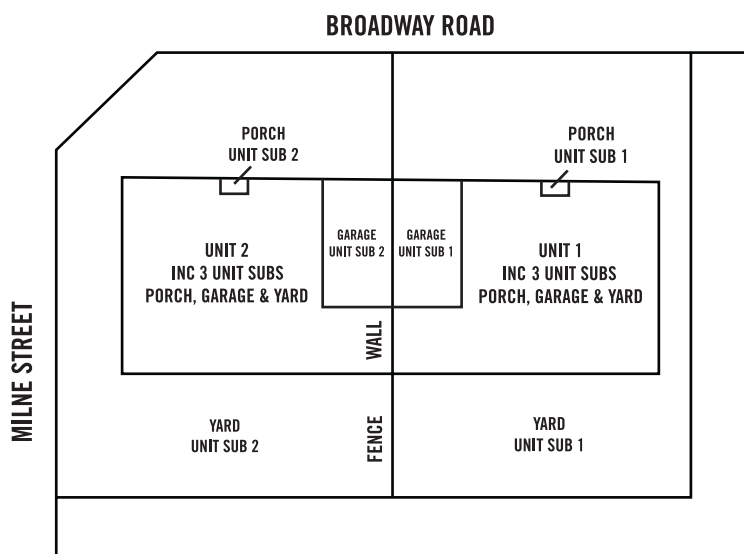 BROADWAY ROAD
PORCH
UNIT SUB 2
PORCH
UNIT SUB 1
GARAGE
UNIT SUB 2
GARAGE
UNIT SUB 1
UNIT 2
INC 3 UNIT SUBS
PORCH, GARAGE & YARD
UNIT 1
INC 3 UNIT SUBS
PORCH, GARAGE & YARD
WALL
MILNE STREET
YARD
UNIT SUB 2
FENCE
YARD
UNIT SUB 1